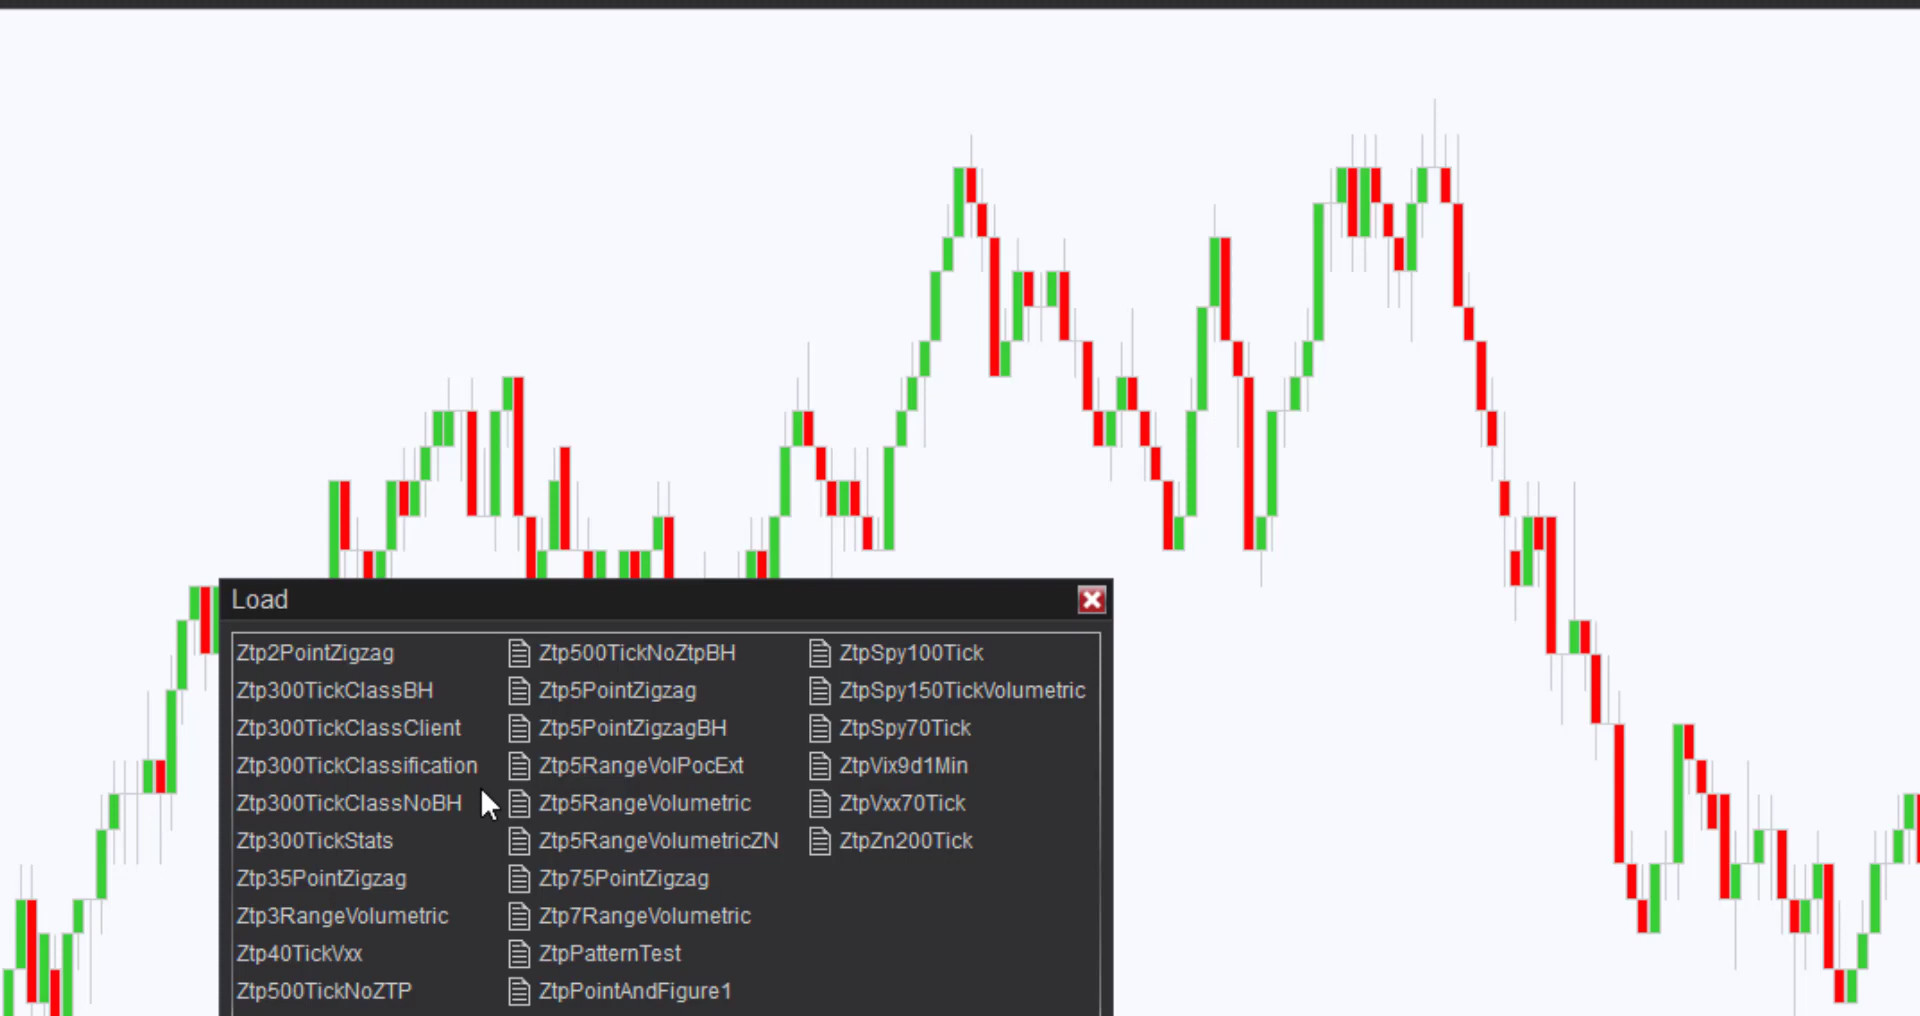 Load
Ztp2PointZigzag
Ztp300TickClassBH
Ztp300TickClassClient
Ztp300TickClassification
Ztp300TickClassNoBH
Ztp300TickStats
Ztp35PointZigzag
Ztp3RangeVolumetric
Ztp40TickVxx
Ztp500TickNoZTP
Ztp500TickNoZtpBH
Ztp5PointZigzag
Ztp5PointZigzagBH
Ztp5RangeVolPocExt
Ztp5RangeVolumetric
Ztp5RangeVolumetricZN
Ztp75PointZigzag
Ztp7RangeVolumetric
ZtpPatternTest
ZtpPointAndFigure1
ZtpSpy100Tick
ZtpSpy150TickVolumetric
ZtpSpy70Tick
ZtpVix9d1Min
ZtpVxx70Tick
ZtpZn200Tick